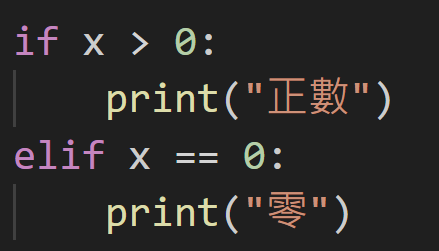 if x > 0:
    print("正數")
elif x == 0:
    print("零")